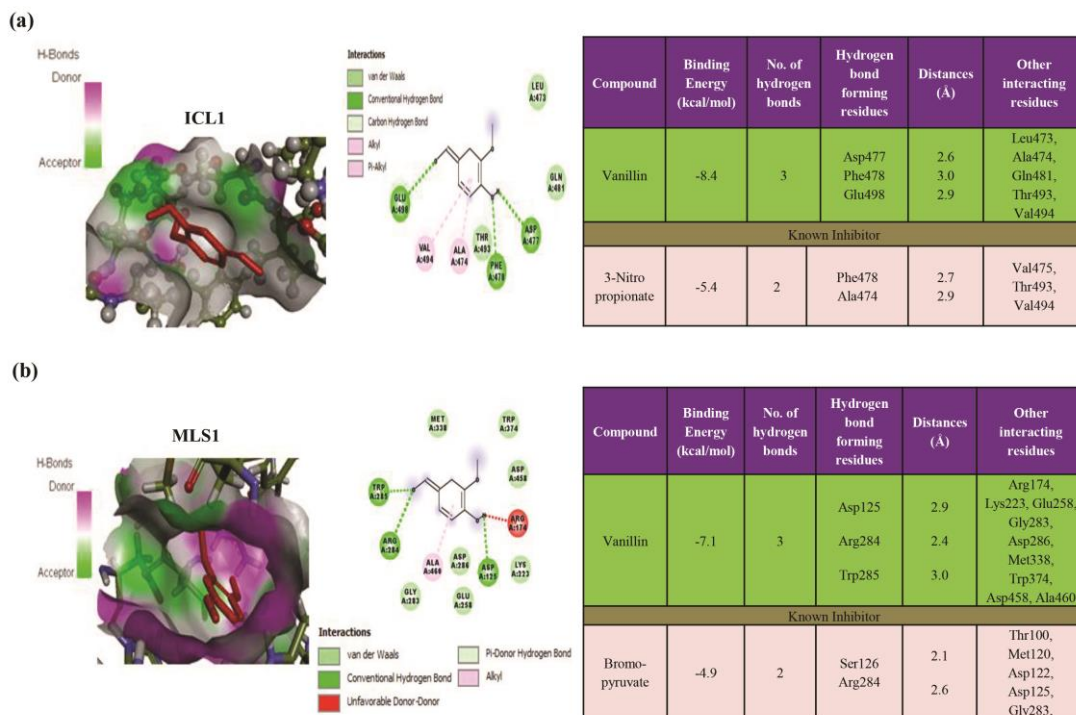 (a)
H-Bonds
Donor
Acceptor
ICL1
Interactions
van der Waals
Conventional Hydrogen Bond
Carbon Hydrogen Bond
Alkyl
Pi-Alkyl
LEU
A:473
GLN
A:481
GLU
A:498
VAL
A:494
ALA
A:474
THR
A:493
PHE
A:478
ASP
A:477
Compound
Binding
Energy
(kcal/mol)
No. of
hydrogen
bonds
Hydrogen
bond
forming
residues
Distances
(Å)
Other
interacting
residues
Vanillin
-8.4
3
Asp477
Phe478
Glu498
2.6
3.0
2.9
Leu473,
Ala474,
Gln481,
Thr493,
Val494
Known Inhibitor
3-Nitro
propionate
-5.4
2
Phe478
Ala474
2.7
2.9
Val475,
Thr493,
Val494
(b)
MLS1
H-Bonds
Donor
Acceptor
MET
A:338
TRP
A:374
ASP
A:458
TRP
A:285
ARG
A:174
ARG
A:284
ALA
A:460
ASP
A:286
ASP
A:125
LYS
A:223
GLY
A:283
GLU
A:258
Interactions
van der Waals
Conventional Hydrogen Bond
Unfavorable Donor-Donor
Pi-Donor Hydrogen Bond
Alkyl
Compound
Binding
Energy
(kcal/mol)
No. of
hydrogen
bonds
Hydrogen
bond
forming
residues
Distances
(Å)
Other
interacting
residues
Vanillin
-7.1
3
Asp125
Arg284
Trp285
2.9
2.4
3.0
Arg174,
Lys223, Glu258,
Gly283,
Asp286,
Met338,
Trp374,
Asp458, Ala460
Known Inhibitor
Bromo-
pyruvate
-4.9
2
Ser126
Arg284
2.1
2.6
Thr100,
Met120,
Asp122,
Asp125,
Gly283,